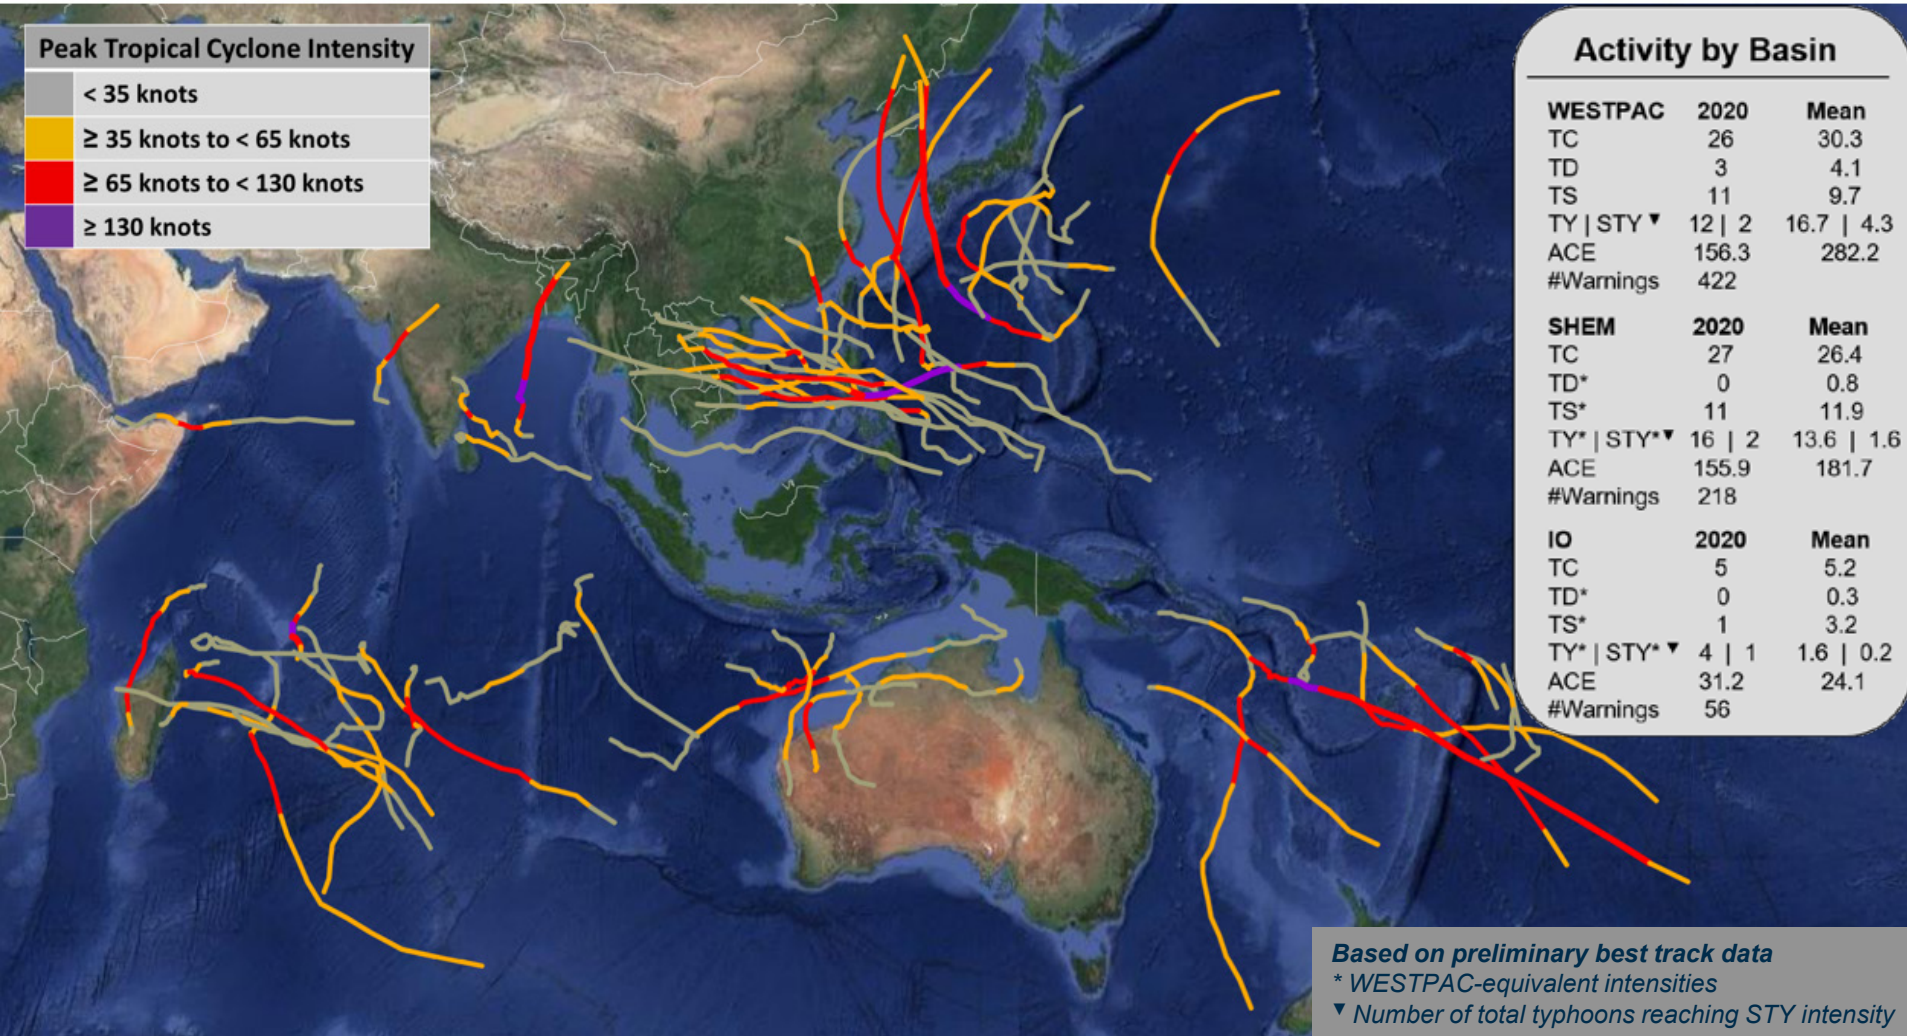 Peak Tropical Cyclone Intensity
< 35 knots
≥ 35 knots to < 65 knots
≥ 65 knots to < 130 knots
≥ 130 knots
Activity by Basin
WESTPAC 2020 Mean
TC 26 30.3
TD 3 4.1
TS 11 9.7
TY | STY ▼ 12 | 2 16.7 | 4.3
ACE 156.3 282.2
#Warnings 422
SHEM 2020 Mean
TC 27 26.4
TD* 0 0.8
TS* 11 11.9
TY* | STY* ▼ 16 | 2 13.6 | 1.6
ACE 155.9 181.7
#Warnings 218
IO 2020 Mean
TC 5 5.2
TD* 0 0.3
TS* 1 3.2
TY* | STY* ▼ 4 | 1 1.6 | 0.2
ACE 31.2 24.1
#Warnings 56
Based on preliminary best track data
* WESTPAC-equivalent intensities
▼ Number of total typhoons reaching STY intensity